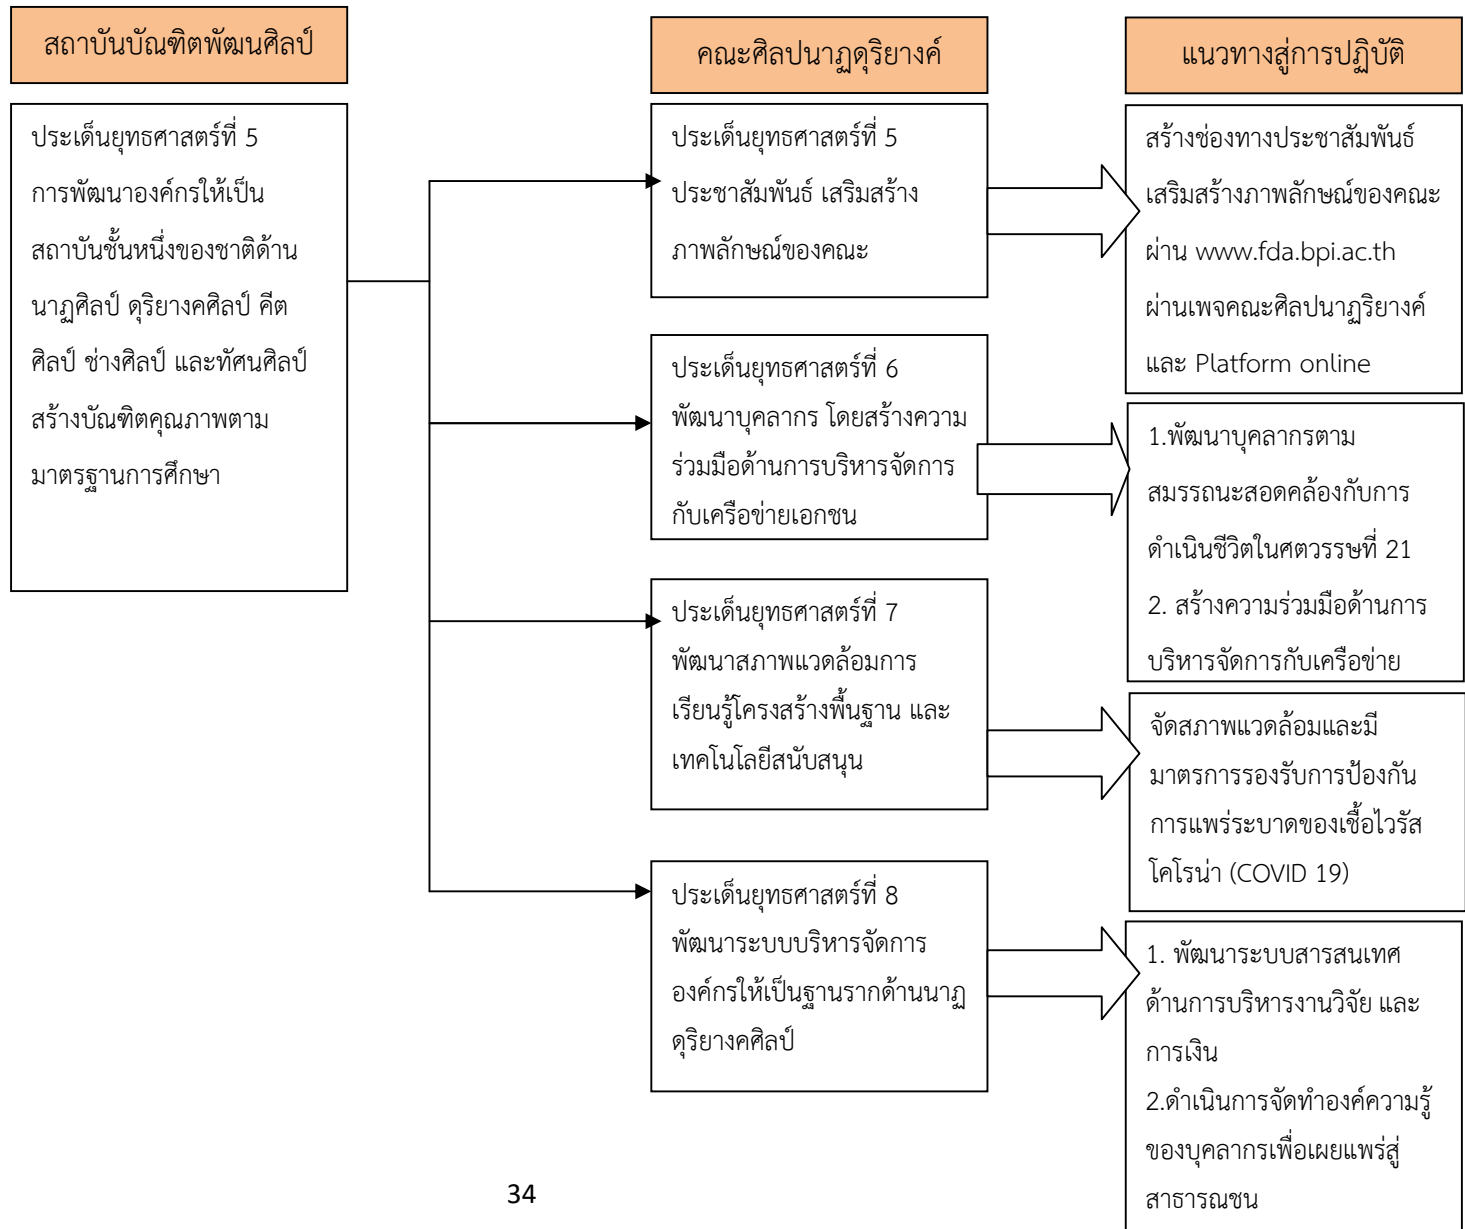 สถาบันบัณฑิตพัฒนศิลป์
ประเด็นยุทธศาสตร์ที่ 5
การพัฒนาองค์กรให้เป็น
สถาบันชั้นหนึ่งของชาติด้าน
นาฏศิลป์ ดุริยางคศิลป์ คีต
ศิลป์ ช่างศิลป์ และทัศนศิลป์
สร้างบัณฑิตคุณภาพตาม
มาตรฐานการศึกษา
คณะศิลปนาฏดุริยางค์
ประเด็นยุทธศาสตร์ที่ 5
ประชาสัมพันธ์ เสริมสร้าง
ภาพลักษณ์ของคณะ
ประเด็นยุทธศาสตร์ที่ 6
พัฒนาบุคลากร โดยสร้างความ
ร่วมมือด้านการบริหารจัดการ
กับเครือข่ายเอกชน
ประเด็นยุทธศาสตร์ที่ 7
พัฒนาสภาพแวดล้อมการ
เรียนรู้โครงสร้างพื้นฐาน และ
เทคโนโลยีสนับสนุน
ประเด็นยุทธศาสตร์ที่ 8
พัฒนาระบบบริหารจัดการ
องค์กรให้เป็นฐานรากด้านนาฏ
ดุริยางคศิลป์
แนวทางสู่การปฏิบัติ
สร้างช่องทางประชาสัมพันธ์
เสริมสร้างภาพลักษณ์ของคณะ
ผ่าน www.fda.bpi.ac.th
ผ่านเพจคณะศิลปนาฏริยางค์
และ Platform online
1.พัฒนาบุคลากรตาม
สมรรถนะสอดคล้องกับการ
ดำเนินชีวิตในศตวรรษที่ 21
2. สร้างความร่วมมือด้านการ
บริหารจัดการกับเครือข่าย
จัดสภาพแวดล้อมและมี
มาตรการรองรับการป้องกัน
การแพร่ระบาดของเชื้อไวรัส
โคโรน่า (COVID 19)
1. พัฒนาระบบสารสนเทศ
ด้านการบริหารงานวิจัย และ
การเงิน
2.ดำเนินการจัดทำองค์ความรู้
ของบุคลากรเพื่อเผยแพร่สู่
สาธารณชน
34